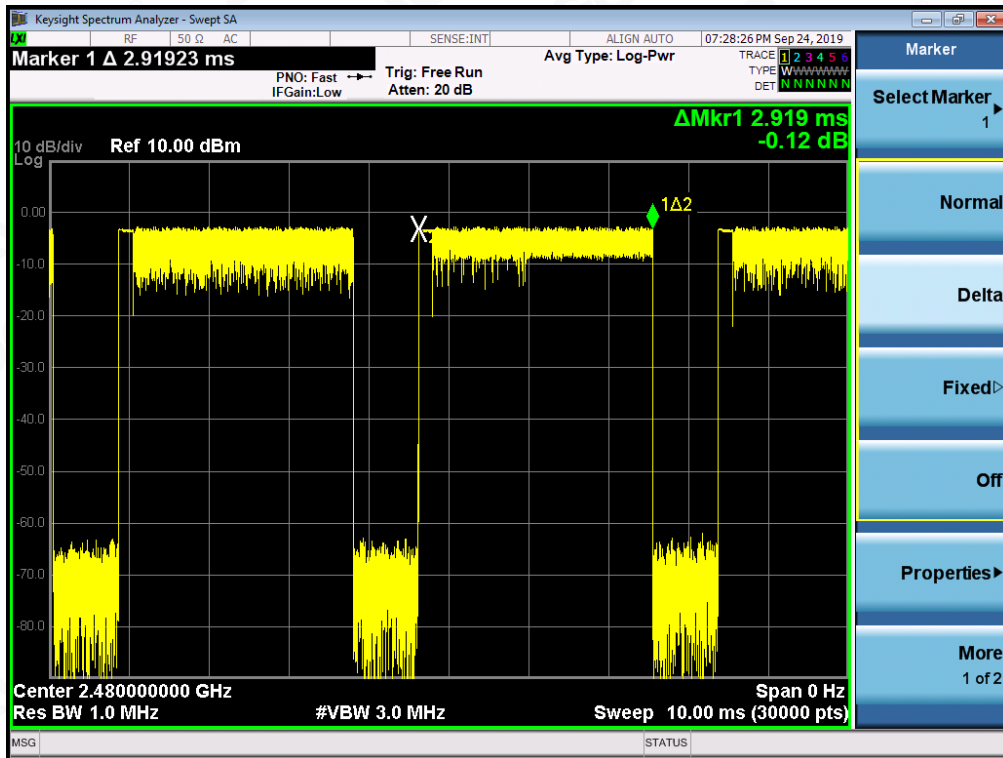 Keysight Spectrum Analyzer - Swept SA
LXI RF 50 Ω AC SENSE:INT ALIGN AUTO 07:28:26 PM Sep 24, 2019
Marker 1 Δ 2.91923 ms
PNO: Fast
IFGain:Low
Trig: Free Run
Atten: 20 dB
Avg Type: Log-Pwr
TRACE 1 2 3 4 5 6
TYPE WWWWWWW
DET N N N N N N
ΔMkr1 2.919 ms
-0.12 dB
10 dB/div Ref 10.00 dBm
Log
0.00
-10.0
-20.0
-30.0
-40.0
-50.0
-60.0
-70.0
-80.0
1Δ2
Center 2.480000000 GHz Span 0 Hz
Res BW 1.0 MHz #VBW 3.0 MHz Sweep 10.00 ms (30000 pts)
MSG STATUS
Marker
Select Marker
1
Normal
Delta
Fixed
Off
Properties
More
1 of 2